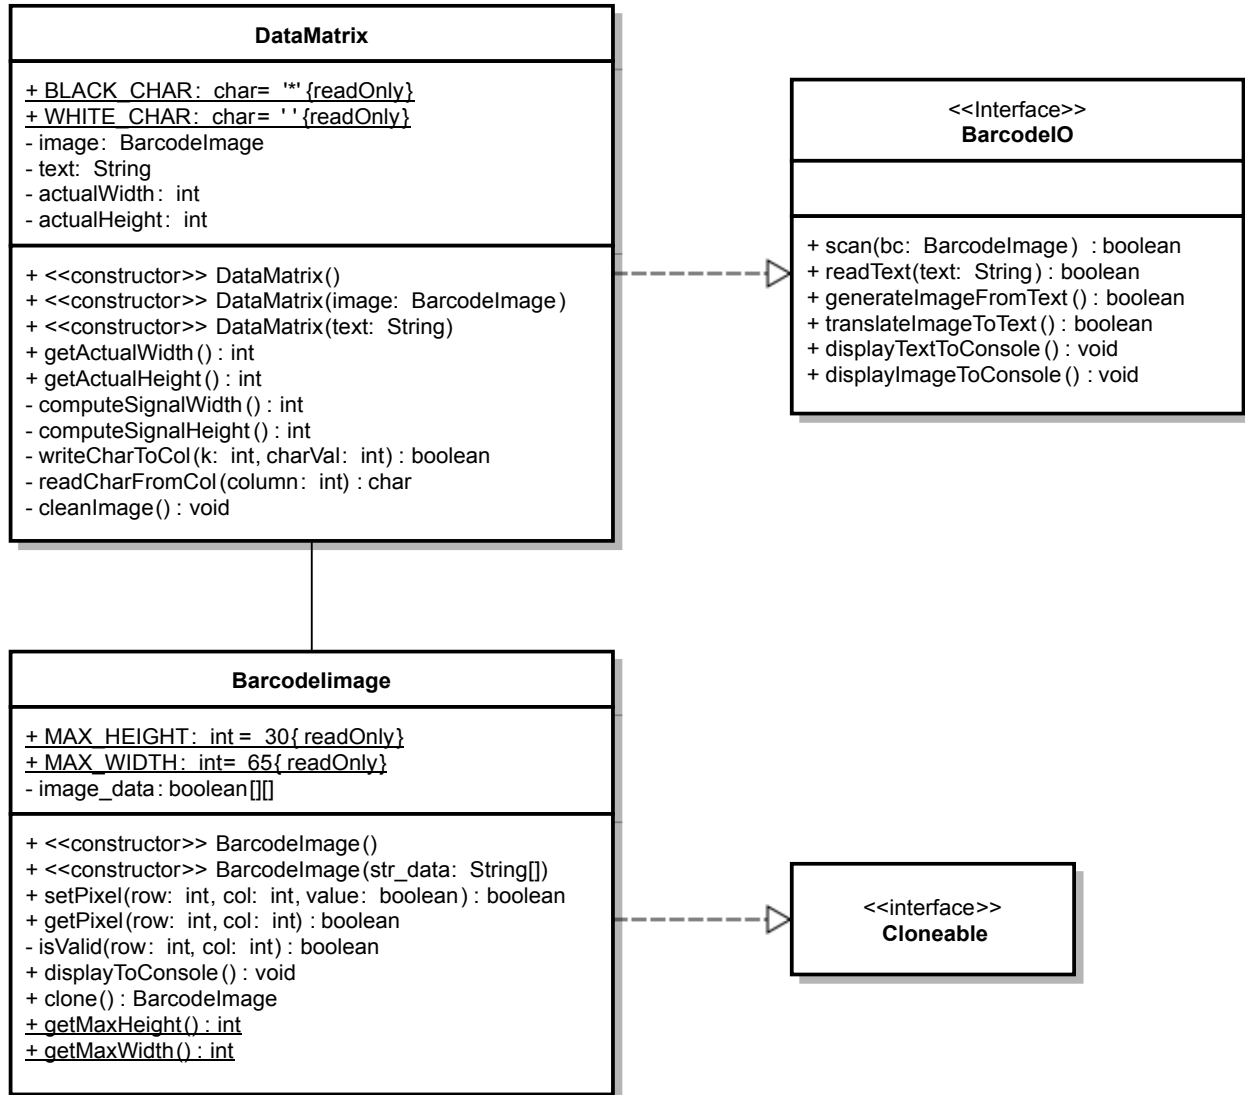 DataMatrix
+ BLACK_CHAR: char= '*' {readOnly}
+ WHITE_CHAR: char= ' ' {readOnly}
- image: BarcodeImage
- text: String
- actualWidth: int
- actualHeight: int
+ <<constructor>> DataMatrix()
+ <<constructor>> DataMatrix(image: BarcodeImage)
+ <<constructor>> DataMatrix(text: String)
+ getActualWidth() : int
+ getActualHeight() : int
- computeSignalWidth() : int
- computeSignalHeight() : int
- writeCharToCol(k: int, charVal: int) : boolean
- readCharFromCol(column: int) : char
- cleanImage() : void
<<Interface>>
BarcodeIO
+ scan(bc: BarcodeImage) : boolean
+ readText(text: String) : boolean
+ generateImageFromText() : boolean
+ translateImageToText() : boolean
+ displayTextToConsole() : void
+ displayImageToConsole() : void
BarcodeIimage
+ MAX_HEIGHT: int = 30{ readOnly}
+ MAX_WIDTH: int= 65{ readOnly}
- image_data: boolean[][]
+ <<constructor>> BarcodeImage()
+ <<constructor>> BarcodeImage(str_data: String[])
+ setPixel(row: int, col: int, value: boolean) : boolean
+ getPixel(row: int, col: int) : boolean
- isValid(row: int, col: int) : boolean
+ displayToConsole() : void
+ clone() : BarcodeImage
+ getMaxHeight() : int
+ getMaxWidth() : int
<<interface>>
Cloneable